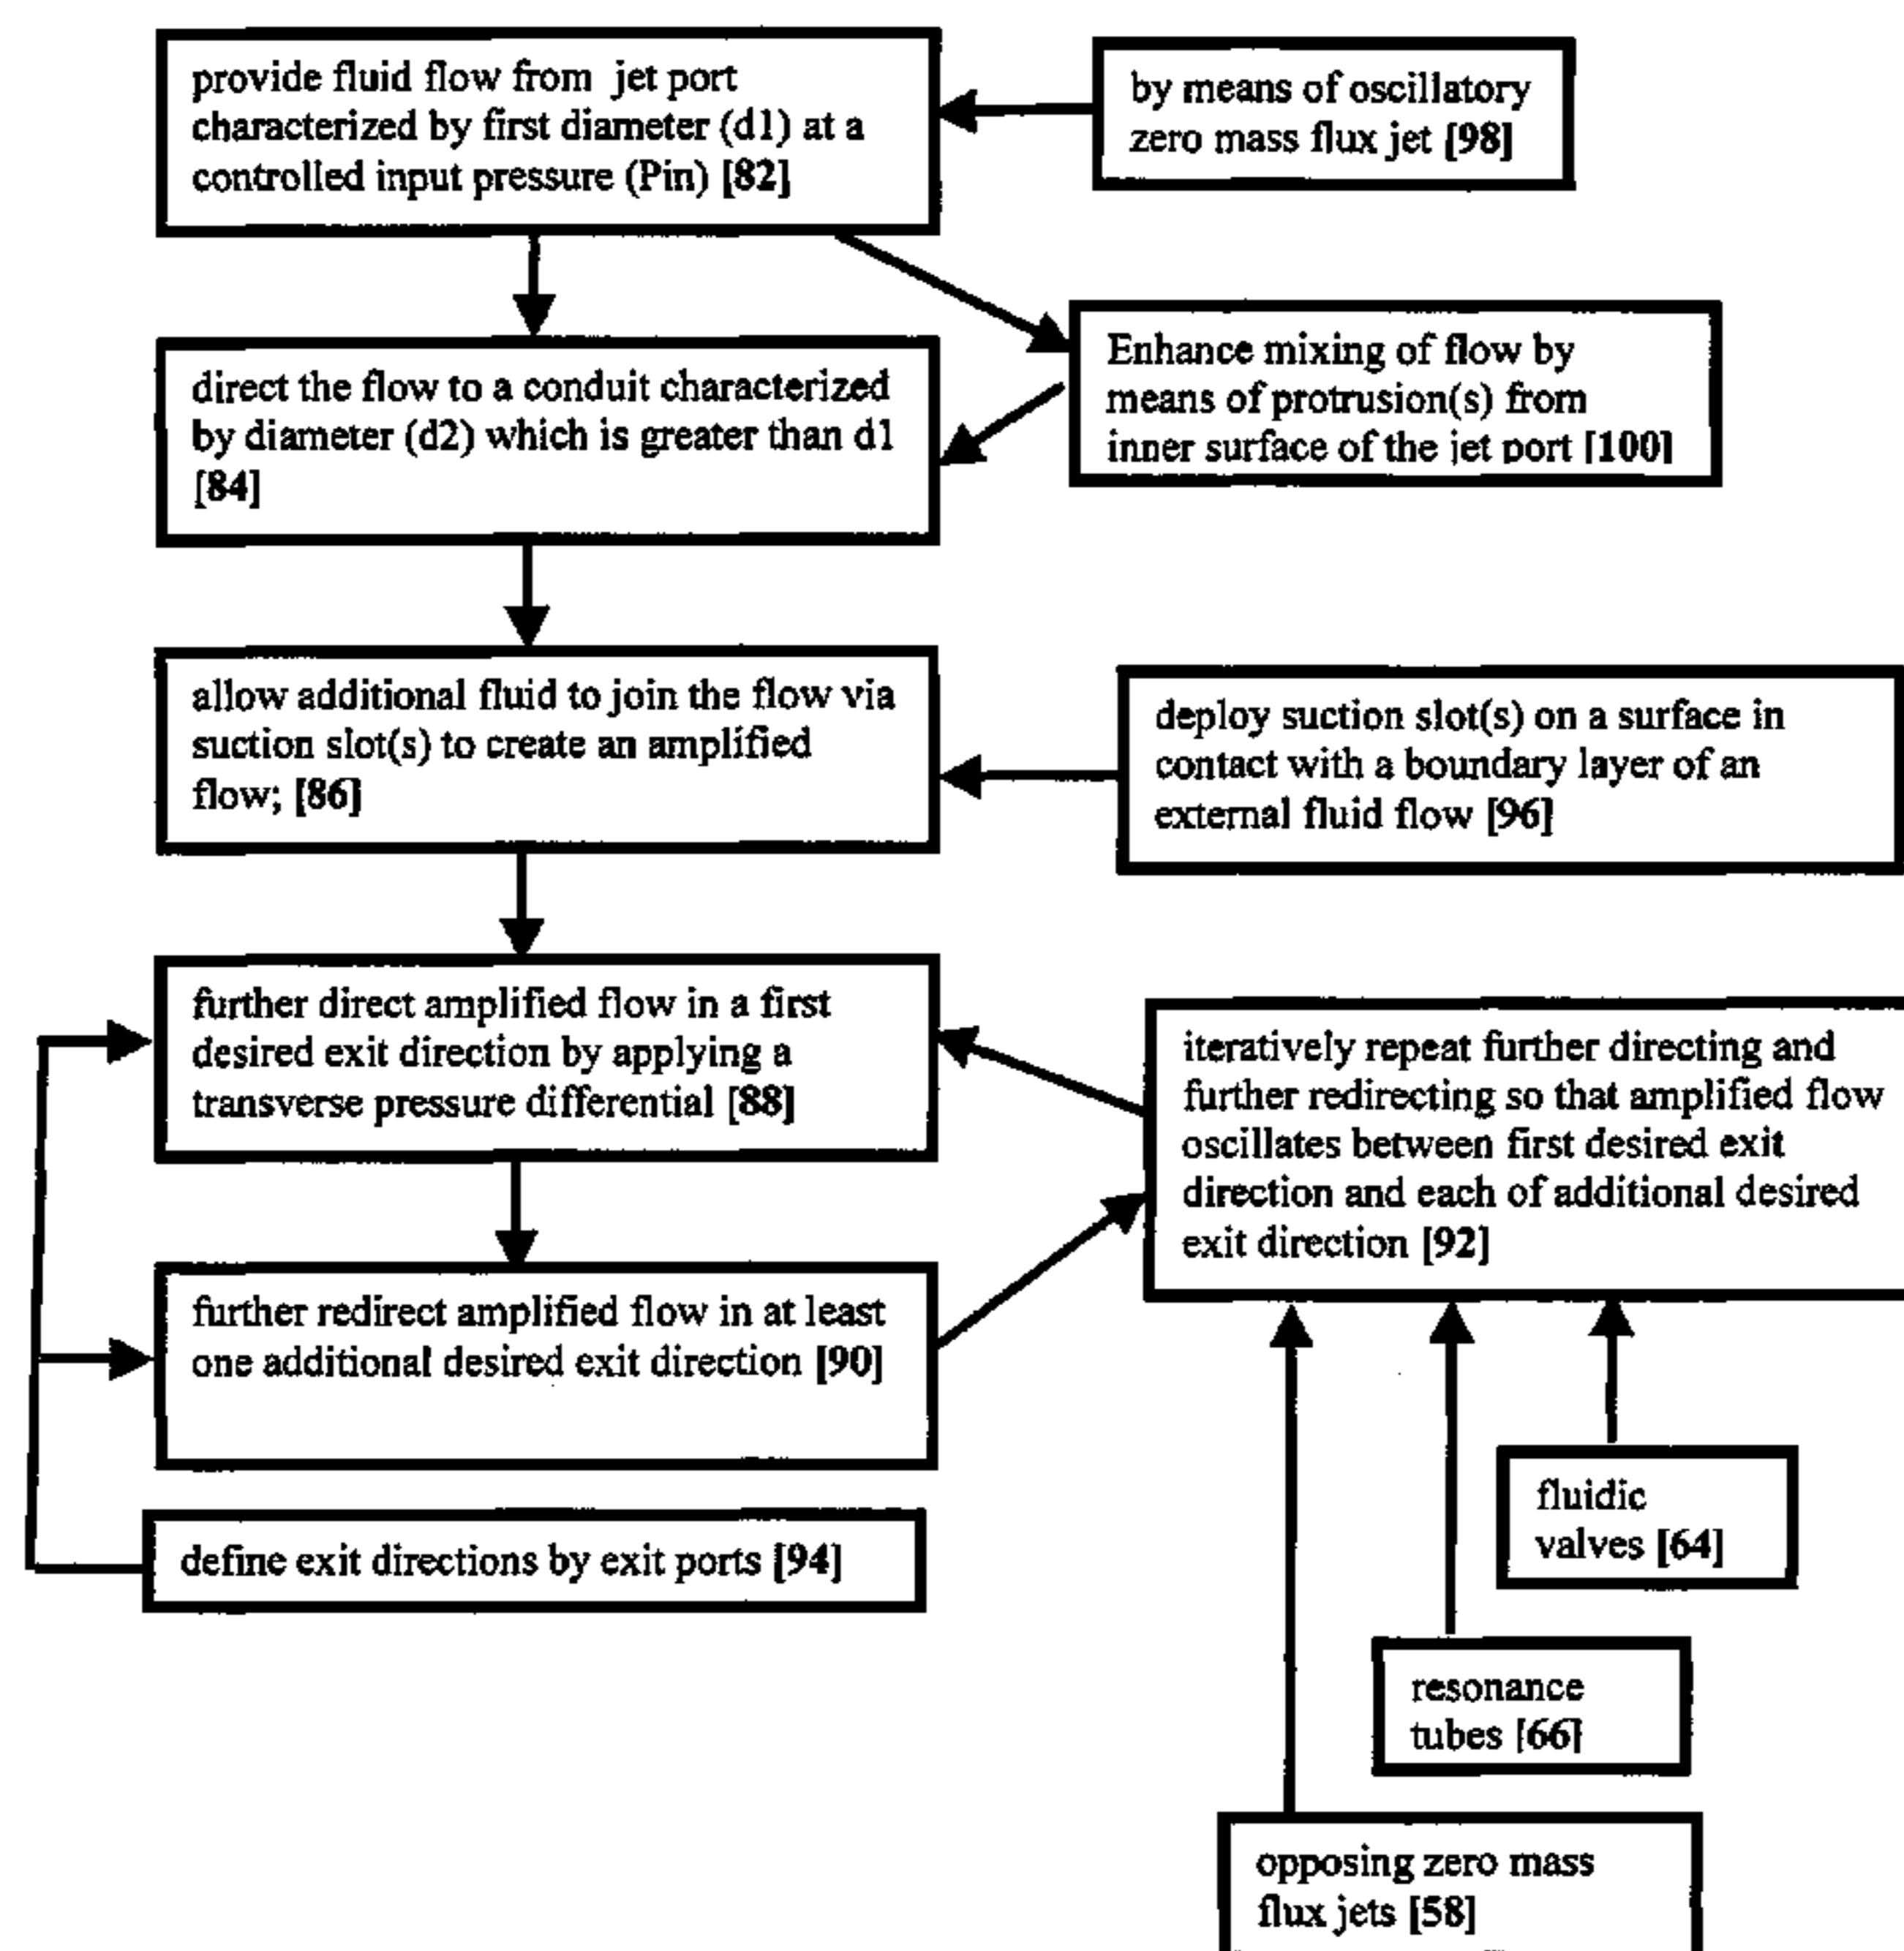 provide fluid flow from jet port
characterized by first diameter (d1) at a
controlled input pressure (Pin) [82]
by means of oscillatory
zero mass flux jet [98]
direct the flow to a conduit characterized
by diameter (d2) which is greater than d1
[84]
Enhance mixing of flow by
means of protrusion(s) from
inner surface of the jet port [100]
allow additional fluid to join the flow via
suction slot(s) to create an amplified
flow; [86]
deploy suction slot(s) on a surface in
contact with a boundary layer of an
external fluid flow [96]
further direct amplified flow in a first
desired exit direction by applying a
transverse pressure differential [88]
iteratively repeat further directing and
further redirecting so that amplified flow
oscillates between first desired exit
direction and each of additional desired
exit direction [92]
further redirect amplified flow in at least
one additional desired exit direction [90]
define exit directions by exit ports [94]
fluidic
valves [64]
resonance
tubes [66]
opposing zero mass
flux jets [58]